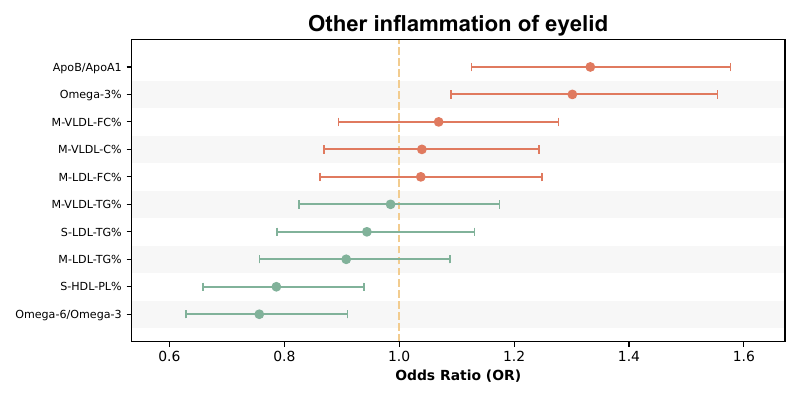 Other inflammation of eyelid
ApoB/ApoA1
Omega-3%
M-VLDL-FC%
M-VLDL-C%
M-LDL-FC%
M-VLDL-TG%
S-LDL-TG%
M-LDL-TG%
S-HDL-PL%
Omega-6/Omega-3
0.6 0.8 1.0 1.2 1.4 1.6
Odds Ratio (OR)